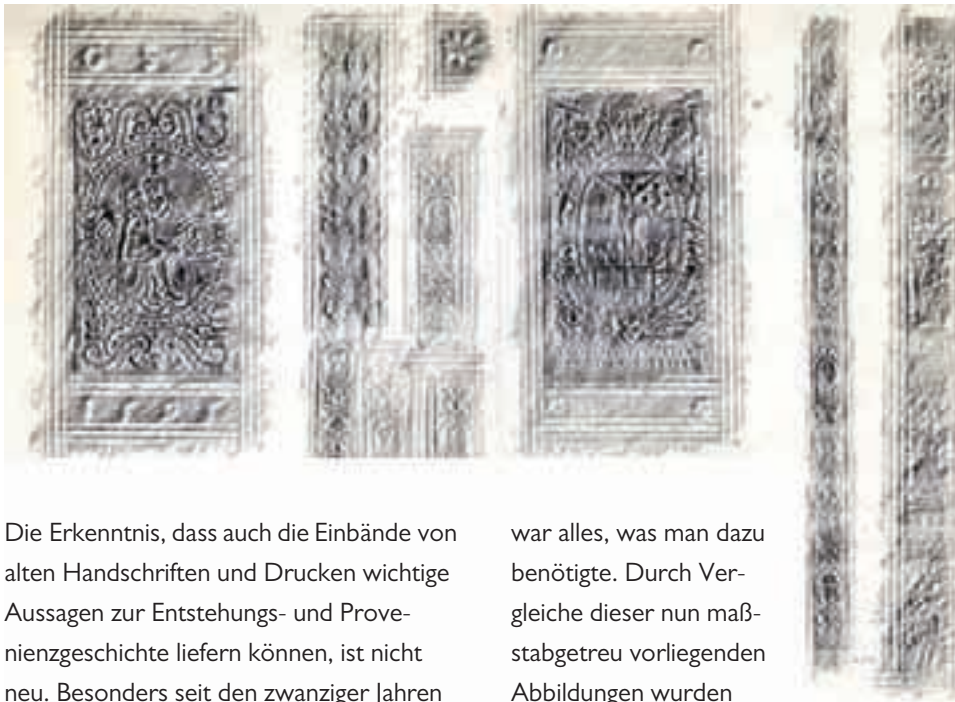 Die Erkenntnis, dass auch die Einbände von
alten Handschriften und Drucken wichtige
Aussagen zur Entstehungs- und Prove-
nienzgeschichte liefern können, ist nicht
neu. Besonders seit den zwanziger Jahren
war alles, was man dazu
benötigte. Durch Ver-
gleiche dieser nun maß-
stabgetreu vorliegenden
Abbildungen wurden